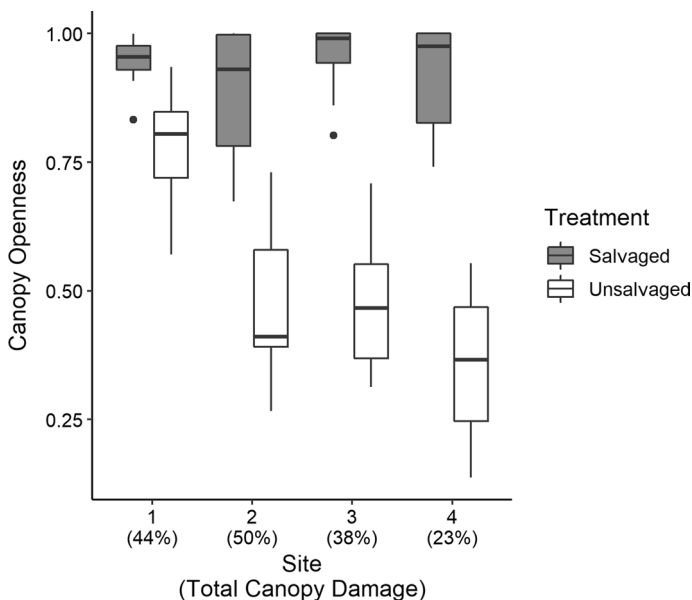 Canopy Openness
1.00
0.75
0.50
0.25
1 2 3 4
(44%) (50%) (38%) (23%)
Site
(Total Canopy Damage)
Treatment
Salvaged
Unsalvaged